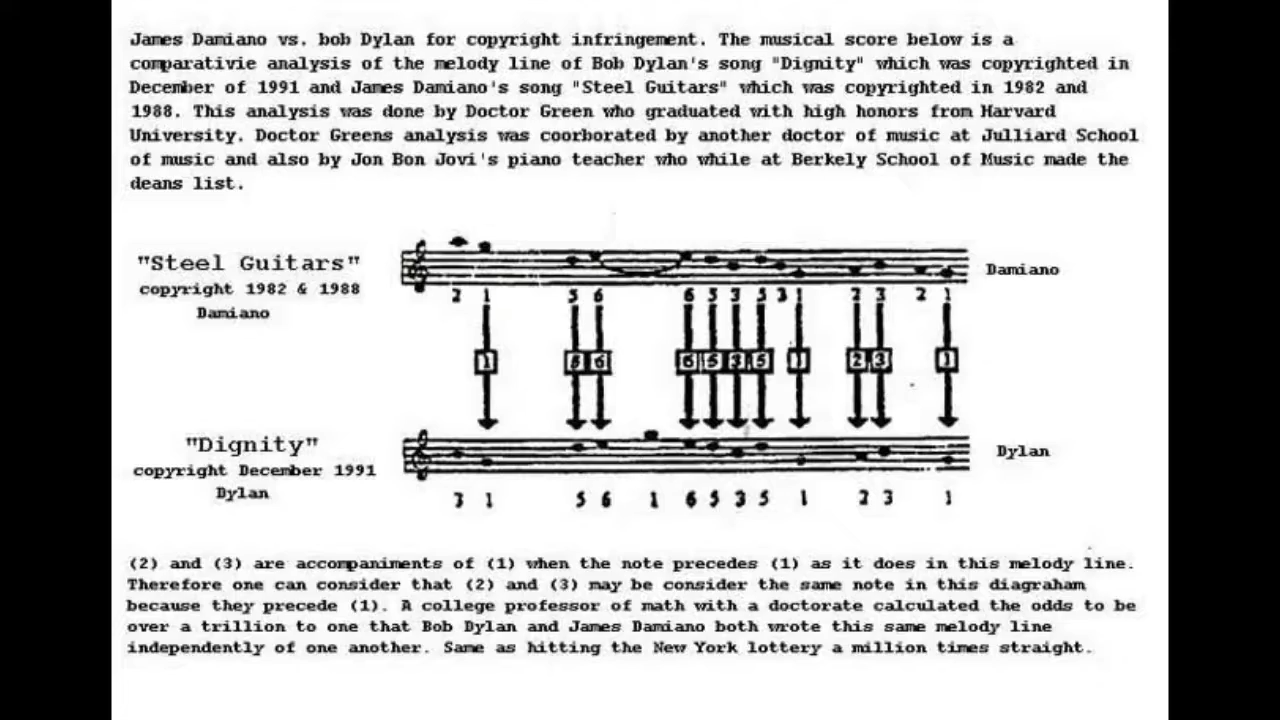 James Damiano vs. bob Dylan for copyright infringement. The musical score below is a
comparativie analysis of the melody line of Bob Dylan's song "Dignity" which was copyrighted in
December of 1991 and James Damiano's song "Steel Guitars" which was copyrighted in 1982 and
1988. This analysis was done by Doctor Green who graduated with high honors from Harvard
University. Doctor Greens analysis was coorborated by another doctor of music at Julliard School
of music and also by Jon Bon Jovi's piano teacher who while at Berkely School of Music made the
deans list.
"Steel Guitars"
copyright 1982 & 1988
Damiano
Damiano
2 1 5 6 6 5 3 5 3 1 2 3 2 1
1 5 6 6 5 3 5 1 2 3 1
"Dignity"
copyright December 1991
Dylan
Dylan
3 1 5 6 1 6 5 3 5 1 2 3 1
(2) and (3) are accompaniments of (1) when the note precedes (1) as it does in this melody line.
Therefore one can consider that (2) and (3) may be consider the same note in this diagraham
because they precede (1). A college professor of math with a doctorate calculated the odds to be
over a trillion to one that Bob Dylan and James Damiano both wrote this same melody line
independently of one another. Same as hitting the New York lottery a million times straight.